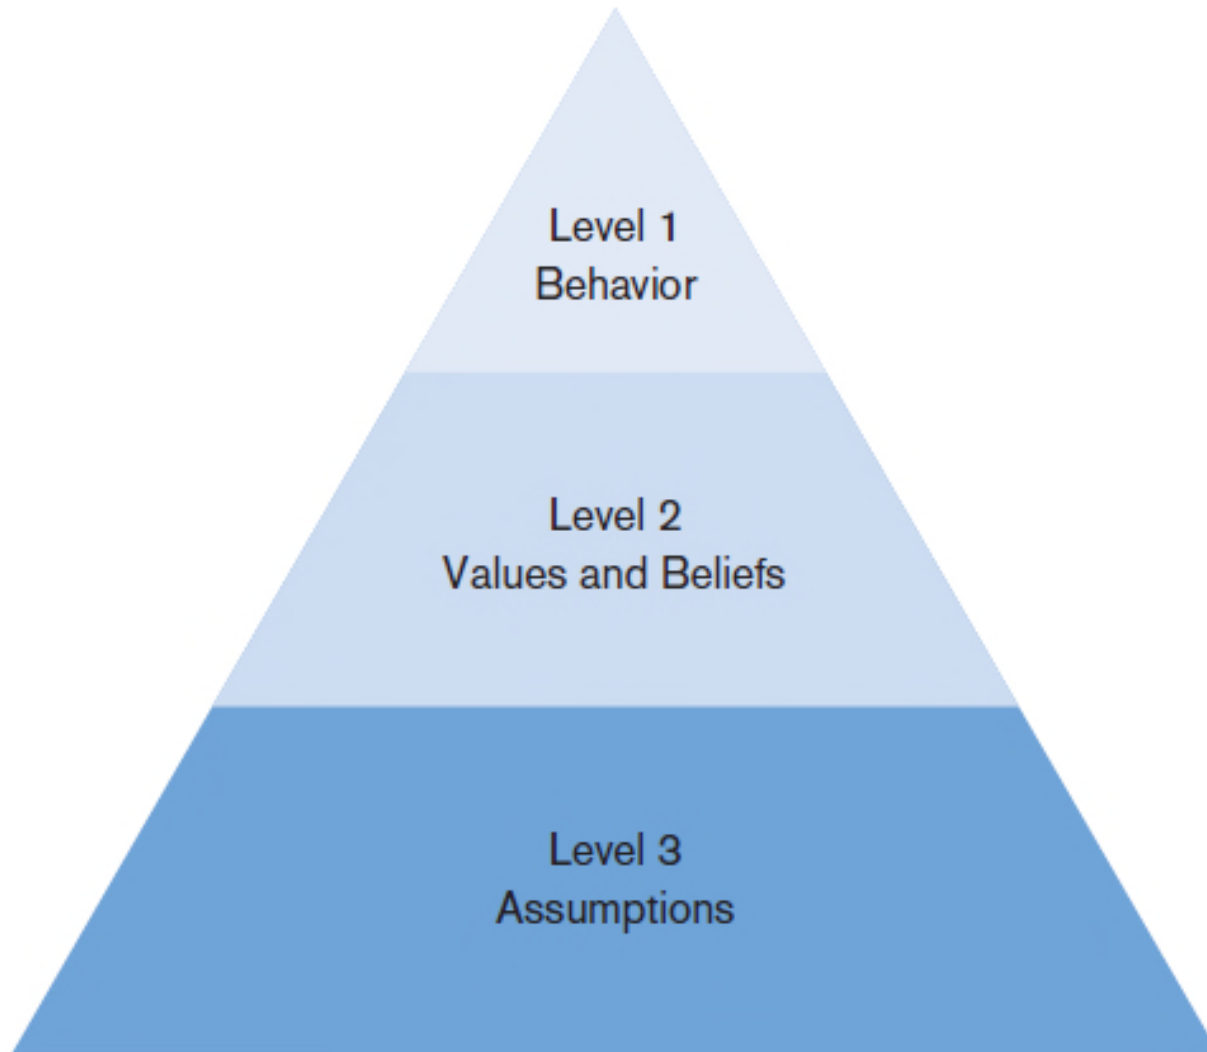 Level 1
Behavior
Level 2
Values and Beliefs
Level 3
Assumptions